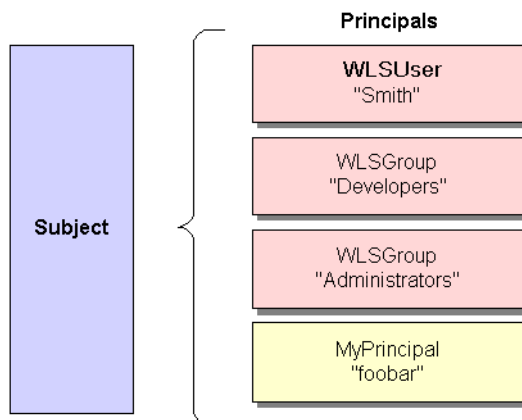 Principals
WLSUser
"Smith"
WLSGroup
"Developers"
Subject
WLSGroup
"Administrators"
MyPrincipal
"foobar"